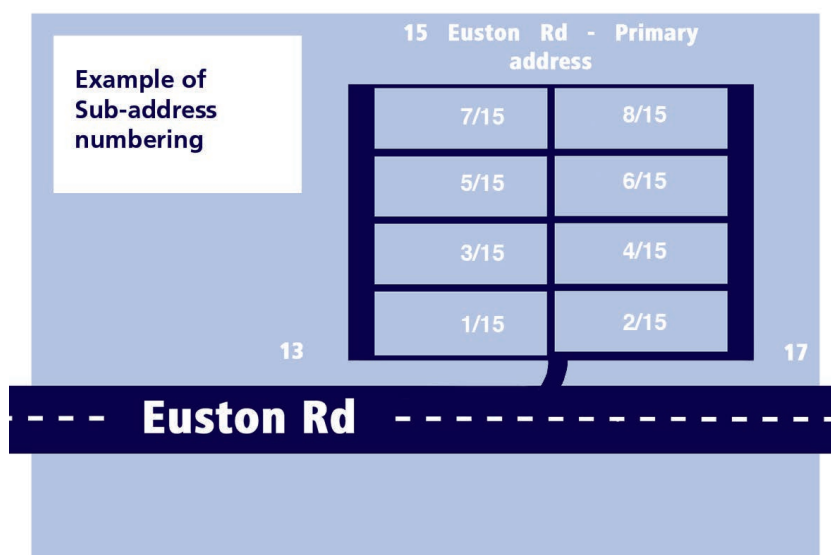 15 Euston Rd - Primary
address
Example of
Sub-address
numbering
7/15 8/15
5/15 6/15
3/15 4/15
1/15 2/15
13 17
Euston Rd